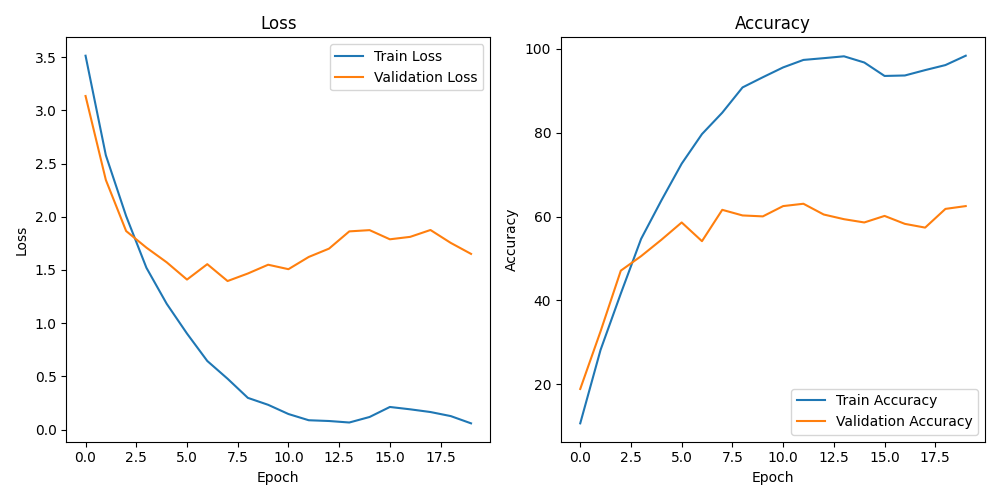 Loss
Train Loss
Validation Loss
3.5
3.0
2.5
2.0
1.5
1.0
0.5
0.0
Loss
0.0 2.5 5.0 7.5 10.0 12.5 15.0 17.5
Epoch
Accuracy
100
80
60
40
20
Accuracy
Train Accuracy
Validation Accuracy
0.0 2.5 5.0 7.5 10.0 12.5 15.0 17.5
Epoch